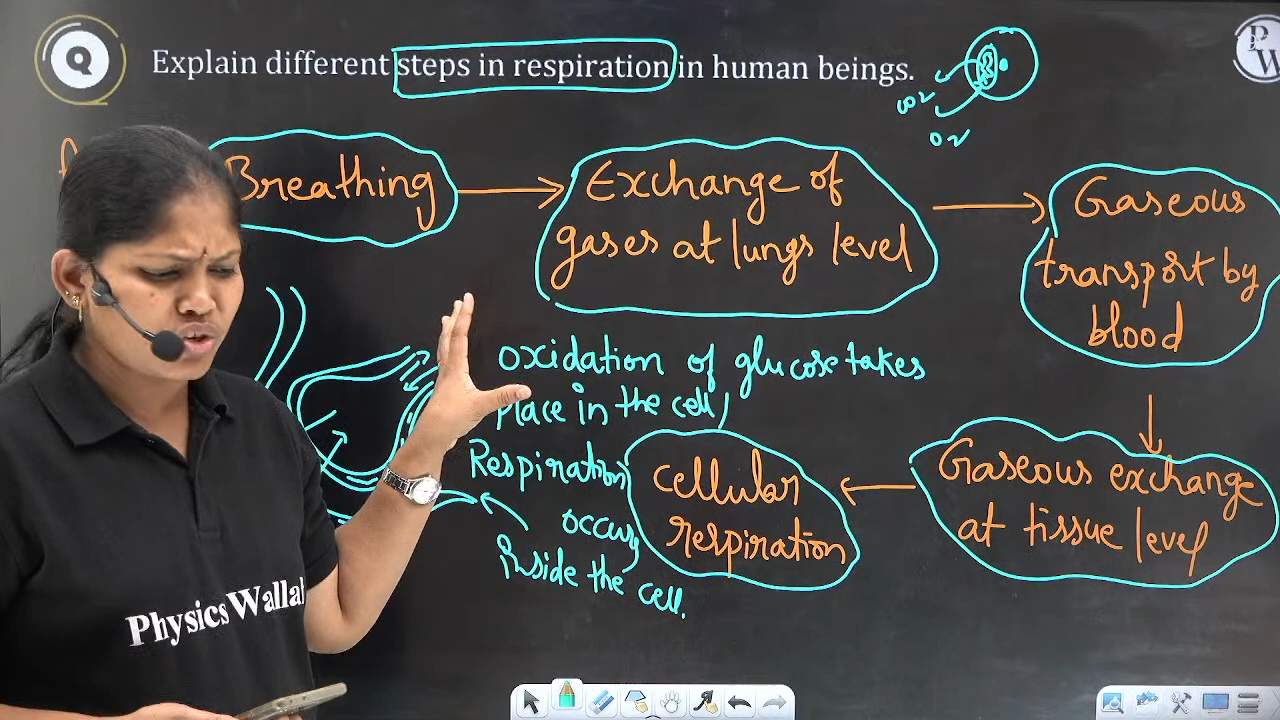 Q
Explain different steps in respiration in human beings.
P
W
CO2
O2
Breathing
Exchange of
gases at lungs level
Gaseous
transport by
blood
Oxidation of glucose takes
place in the cell,
Respiration
occurs
inside the cell.
cellular
respiration
Gaseous exchange
at tissue level
Physics Wallah